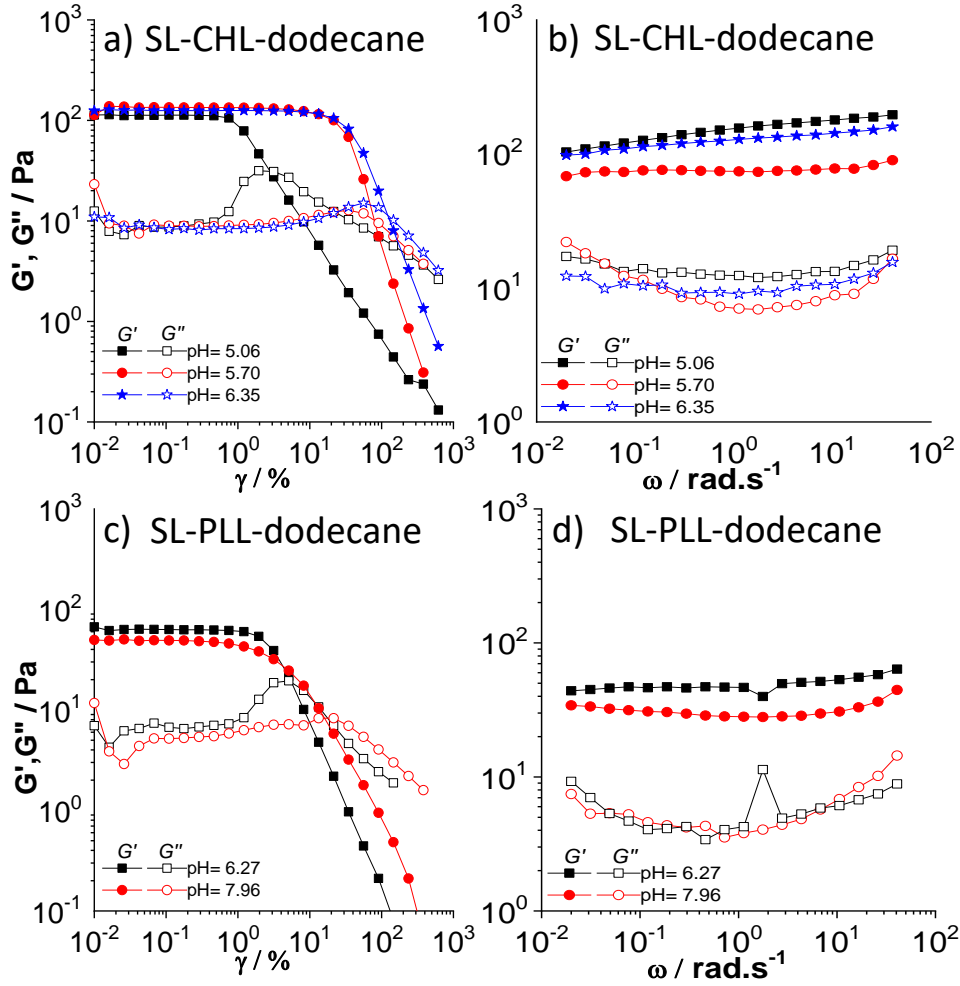 a) SL-CHL-dodecane
G', G'' / Pa
10³
10²
10¹
10⁰
10⁻¹
G' G''
pH= 5.06
pH= 5.70
pH= 6.35
10⁻² 10⁻¹ 10⁰ 10¹ 10² 10³
γ / %
b) SL-CHL-dodecane
10³
10²
10¹
10⁰
G' G''
pH= 5.06
pH= 5.70
pH= 6.35
10⁻² 10⁻¹ 10⁰ 10¹ 10²
ω / rad.s⁻¹
c) SL-PLL-dodecane
G',G'' / Pa
10³
10²
10¹
10⁰
10⁻¹
G' G''
pH= 6.27
pH= 7.96
10⁻² 10⁻¹ 10⁰ 10¹ 10² 10³
γ / %
d) SL-PLL-dodecane
10³
10²
10¹
10⁰
G' G''
pH= 6.27
pH= 7.96
10⁻² 10⁻¹ 10⁰ 10¹ 10²
ω / rad.s⁻¹